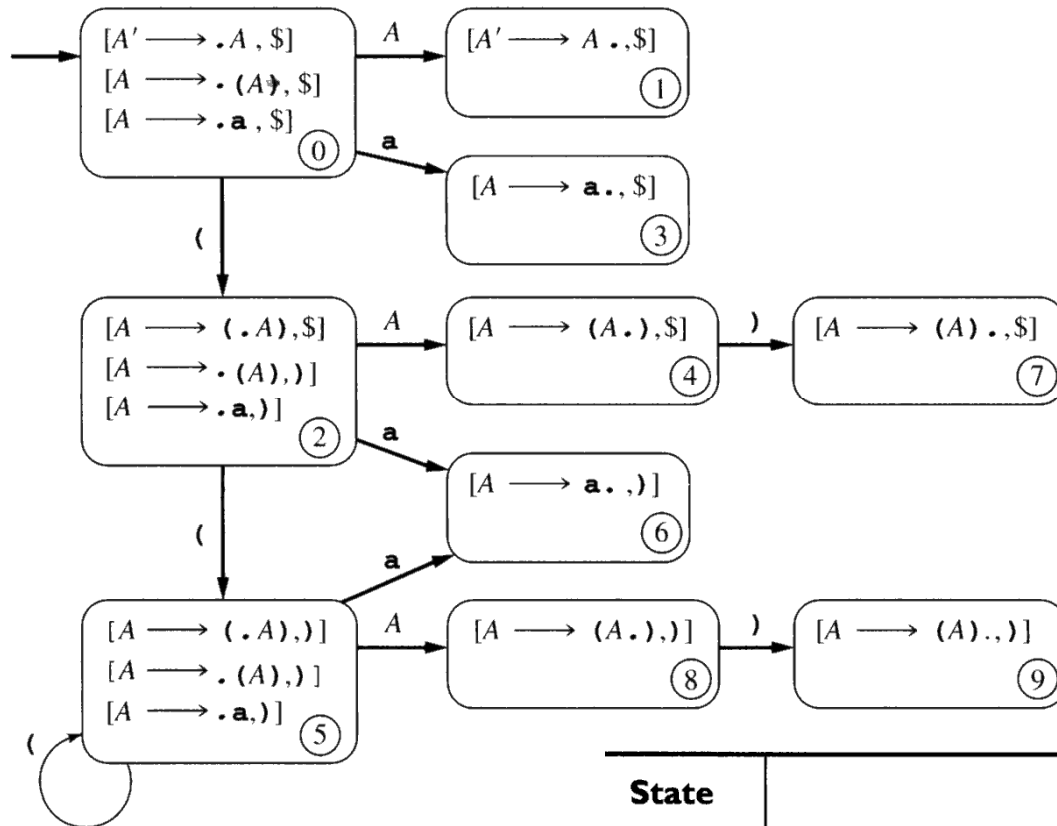 [A′ ⟶ .A , $] A [A′ ⟶ A .,$]
[A ⟶ .(A), $]
[A ⟶ .a , $]
1
a
0
[A ⟶ a., $]
3
(
[A ⟶ (.A),$] A [A ⟶ (A.),$] ) [A ⟶ (A).,$]
[A ⟶ .(A),)]
4 7
[A ⟶ .a,)]
2
a
[A ⟶ a. ,)]
6
(
a
[A ⟶ (.A),)] A [A ⟶ (A.),)] ) [A ⟶ (A).,)]
[A ⟶ .(A),)]
8 9
[A ⟶ .a,)]
5
(
State